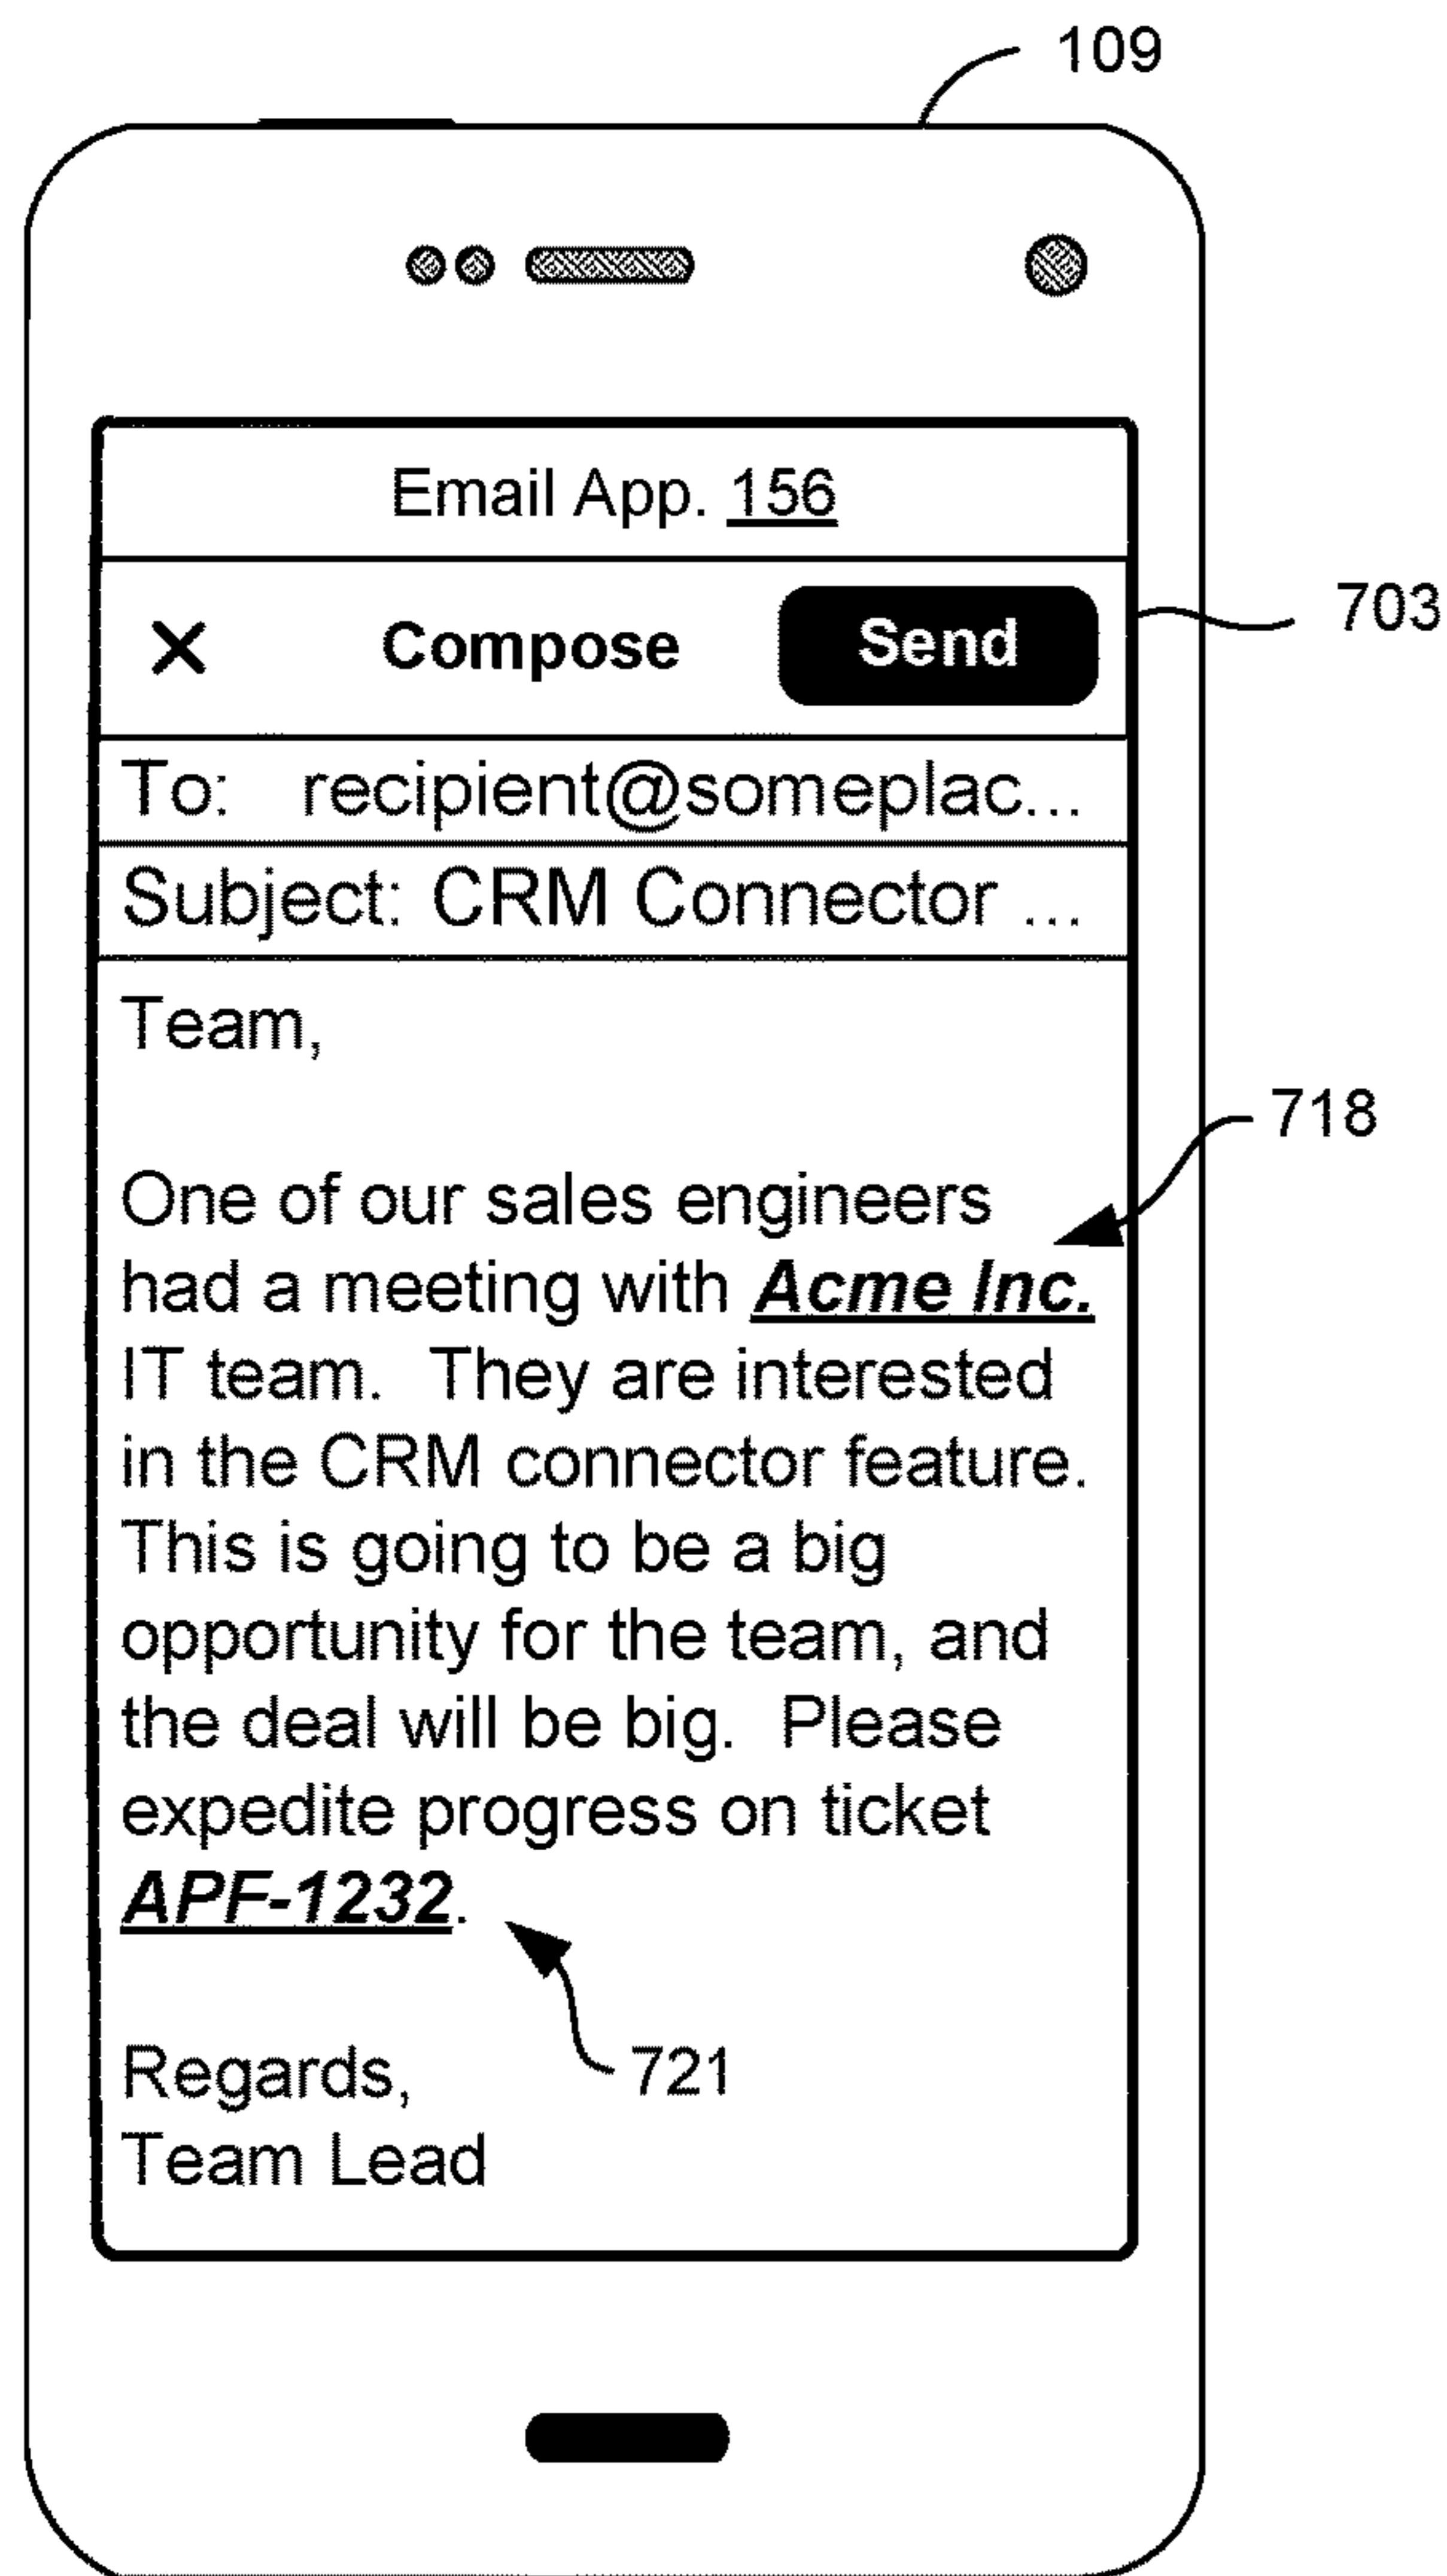 109
Email App. 156
× Compose Send
703
To: recipient@someplac...
Subject: CRM Connector ...
Team,
718
One of our sales engineers
had a meeting with Acme Inc.
IT team. They are interested
in the CRM connector feature.
This is going to be a big
opportunity for the team, and
the deal will be big. Please
expedite progress on ticket
APF-1232.
721
Regards,
Team Lead